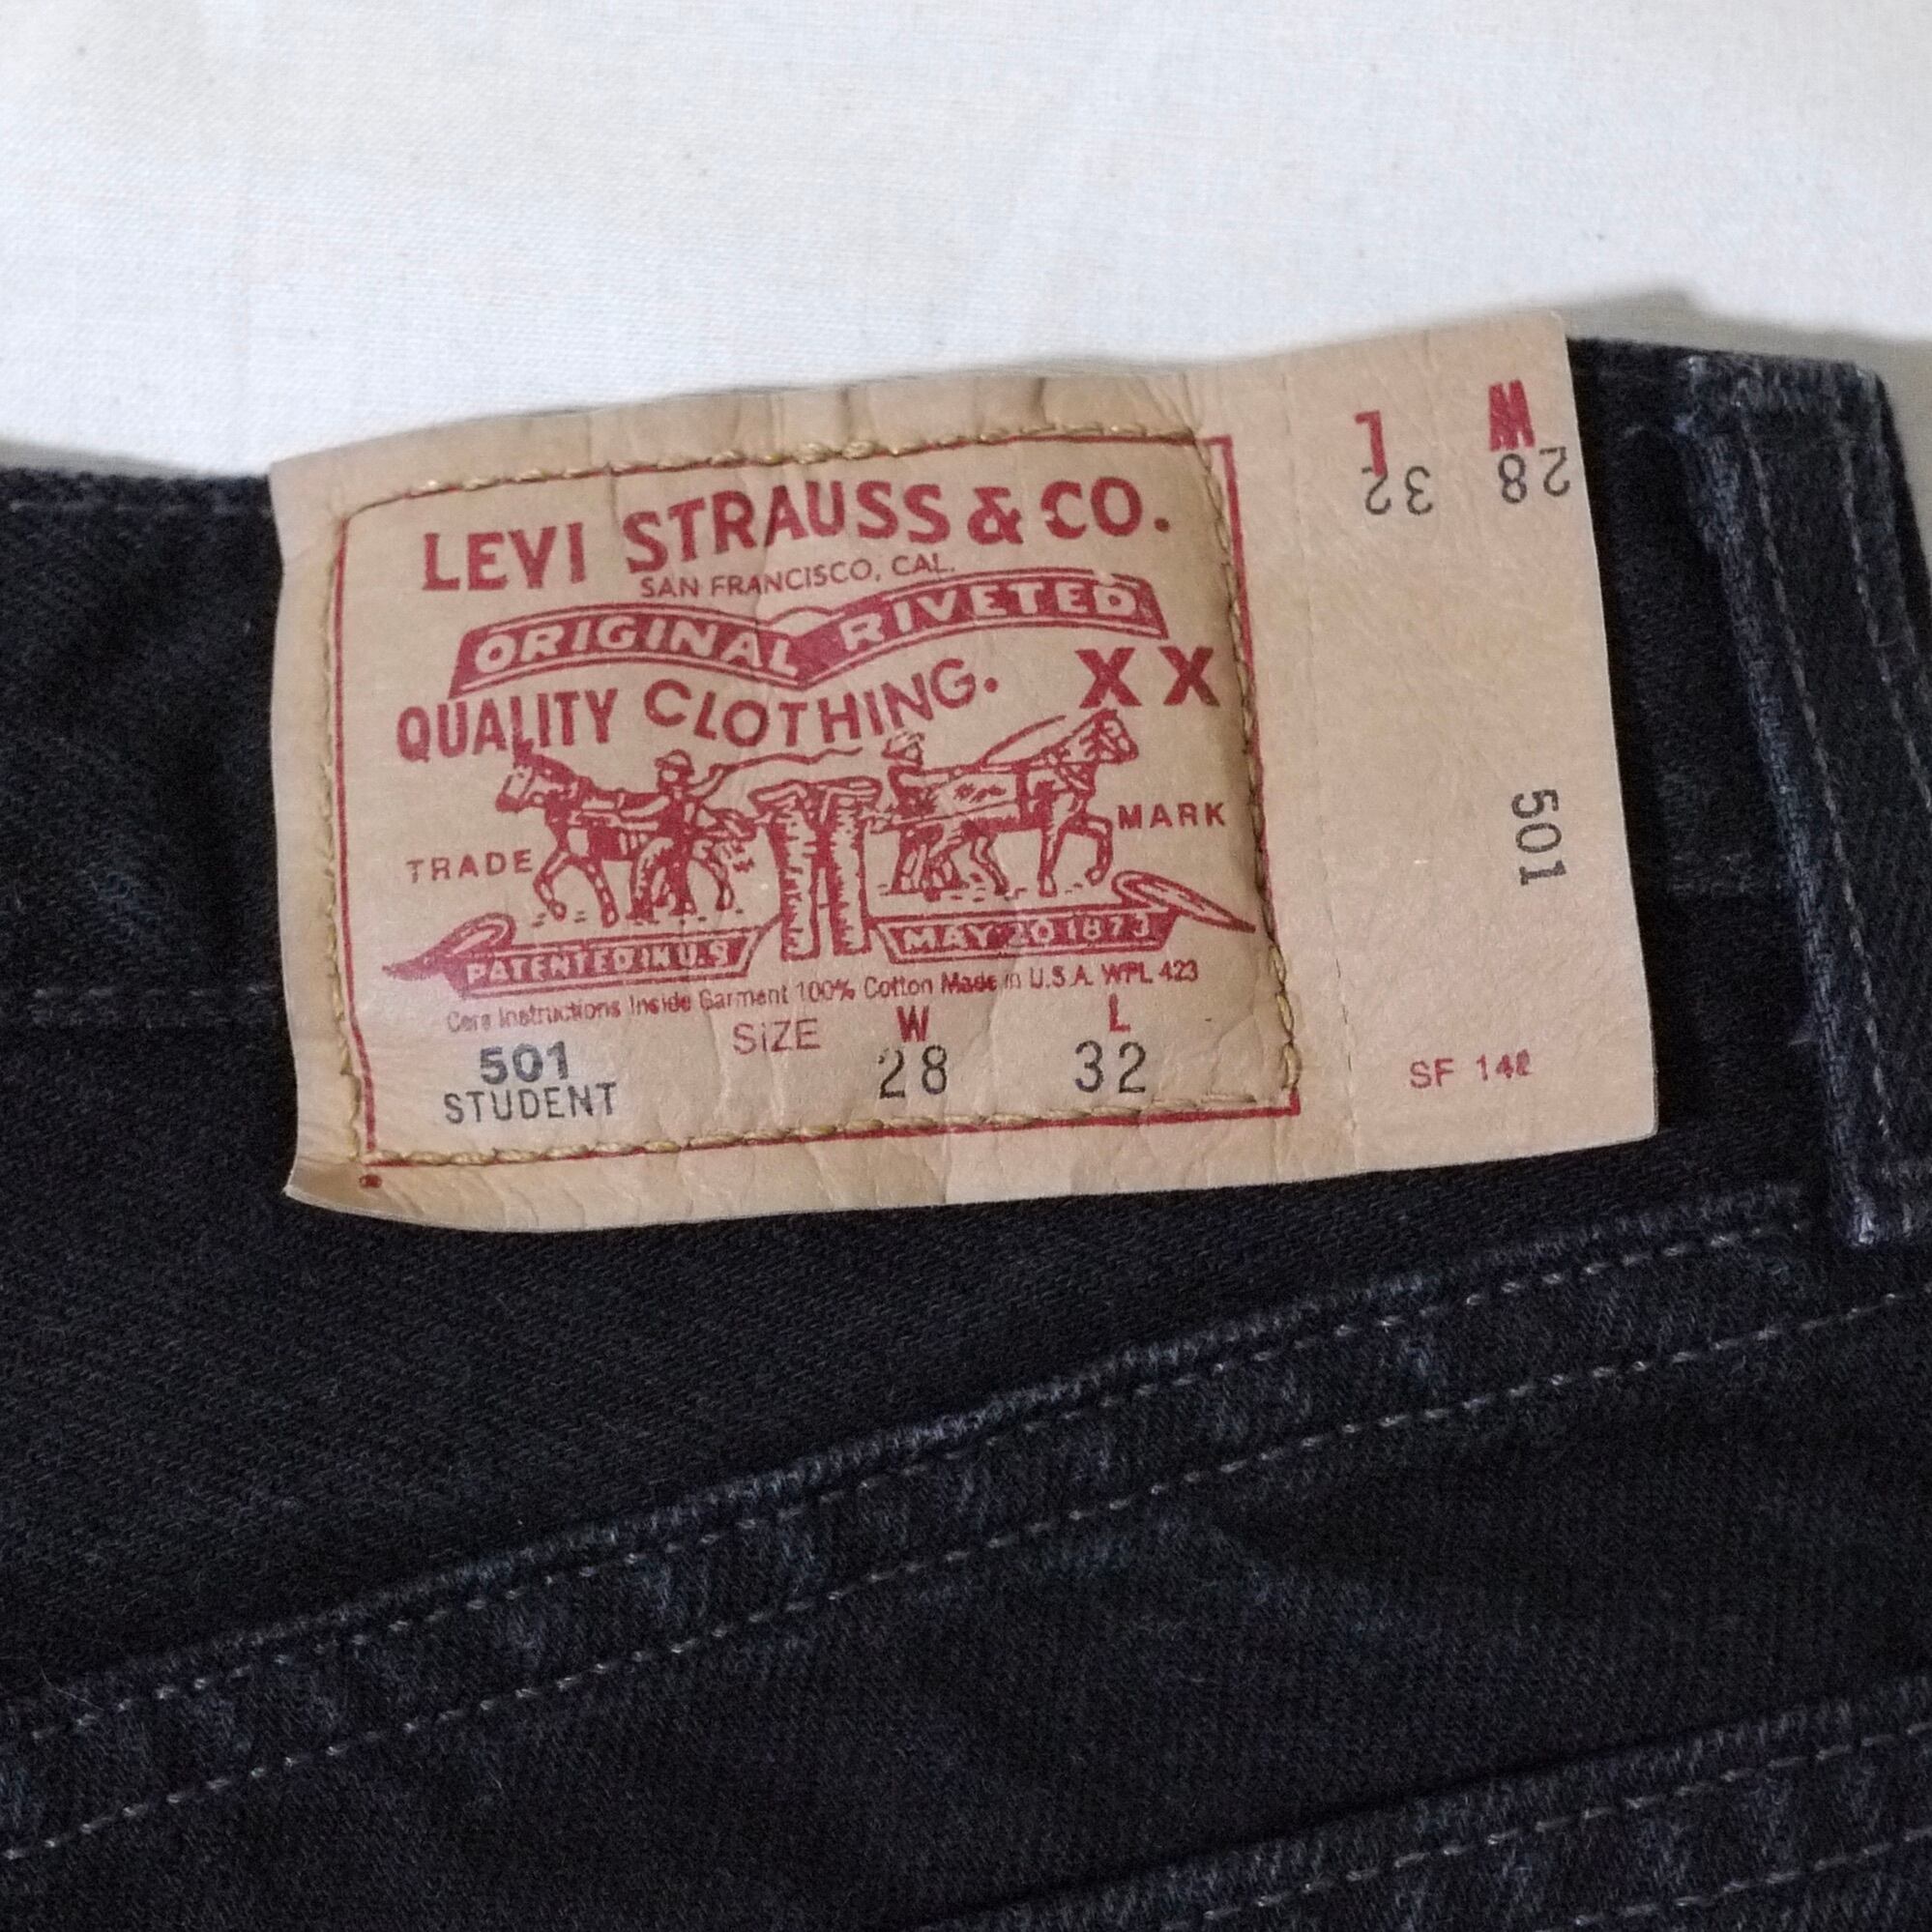 LEVI STRAUSS & CO.
SAN FRANCISCO, CAL.
ORIGINAL RIVETED
QUALITY CLOTHING. XX
TRADE MARK
PATENTED IN U.S MAY 20 1873
Care Instructions Inside Garment 100% Cotton Made in U.S.A. WPL 423
SIZE W L
501 28 32
STUDENT
W L
28 32
501
SF